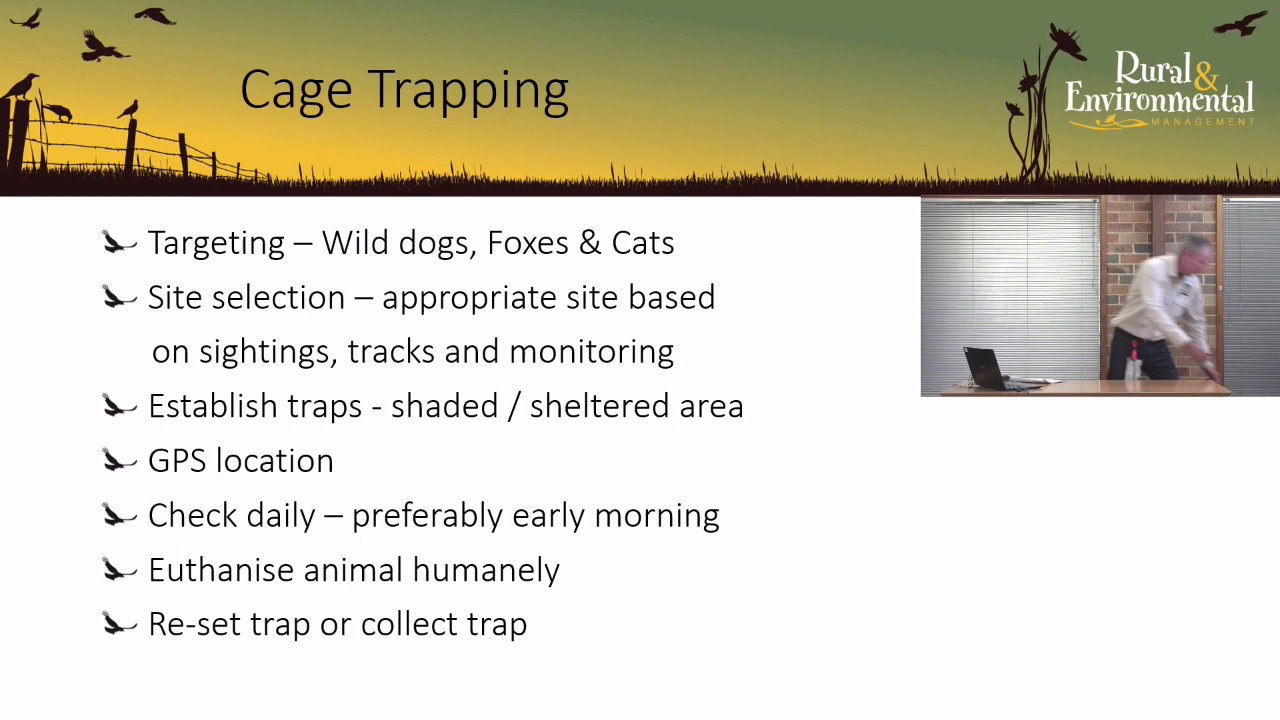 Cage Trapping
Rural &
Environmental
MANAGEMENT
Targeting – Wild dogs, Foxes & Cats
Site selection – appropriate site based
on sightings, tracks and monitoring
Establish traps - shaded / sheltered area
GPS location
Check daily – preferably early morning
Euthanise animal humanely
Re-set trap or collect trap